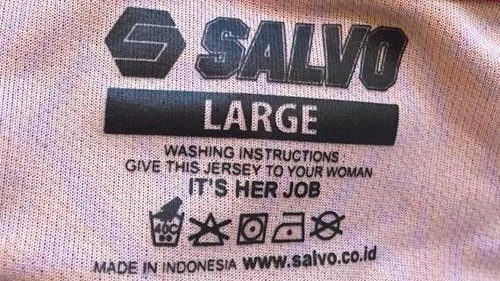 SALVO
LARGE
WASHING INSTRUCTIONS
GIVE THIS JERSEY TO YOUR WOMAN
IT'S HER JOB
40C
MADE IN INDONESIA www.salvo.co.id